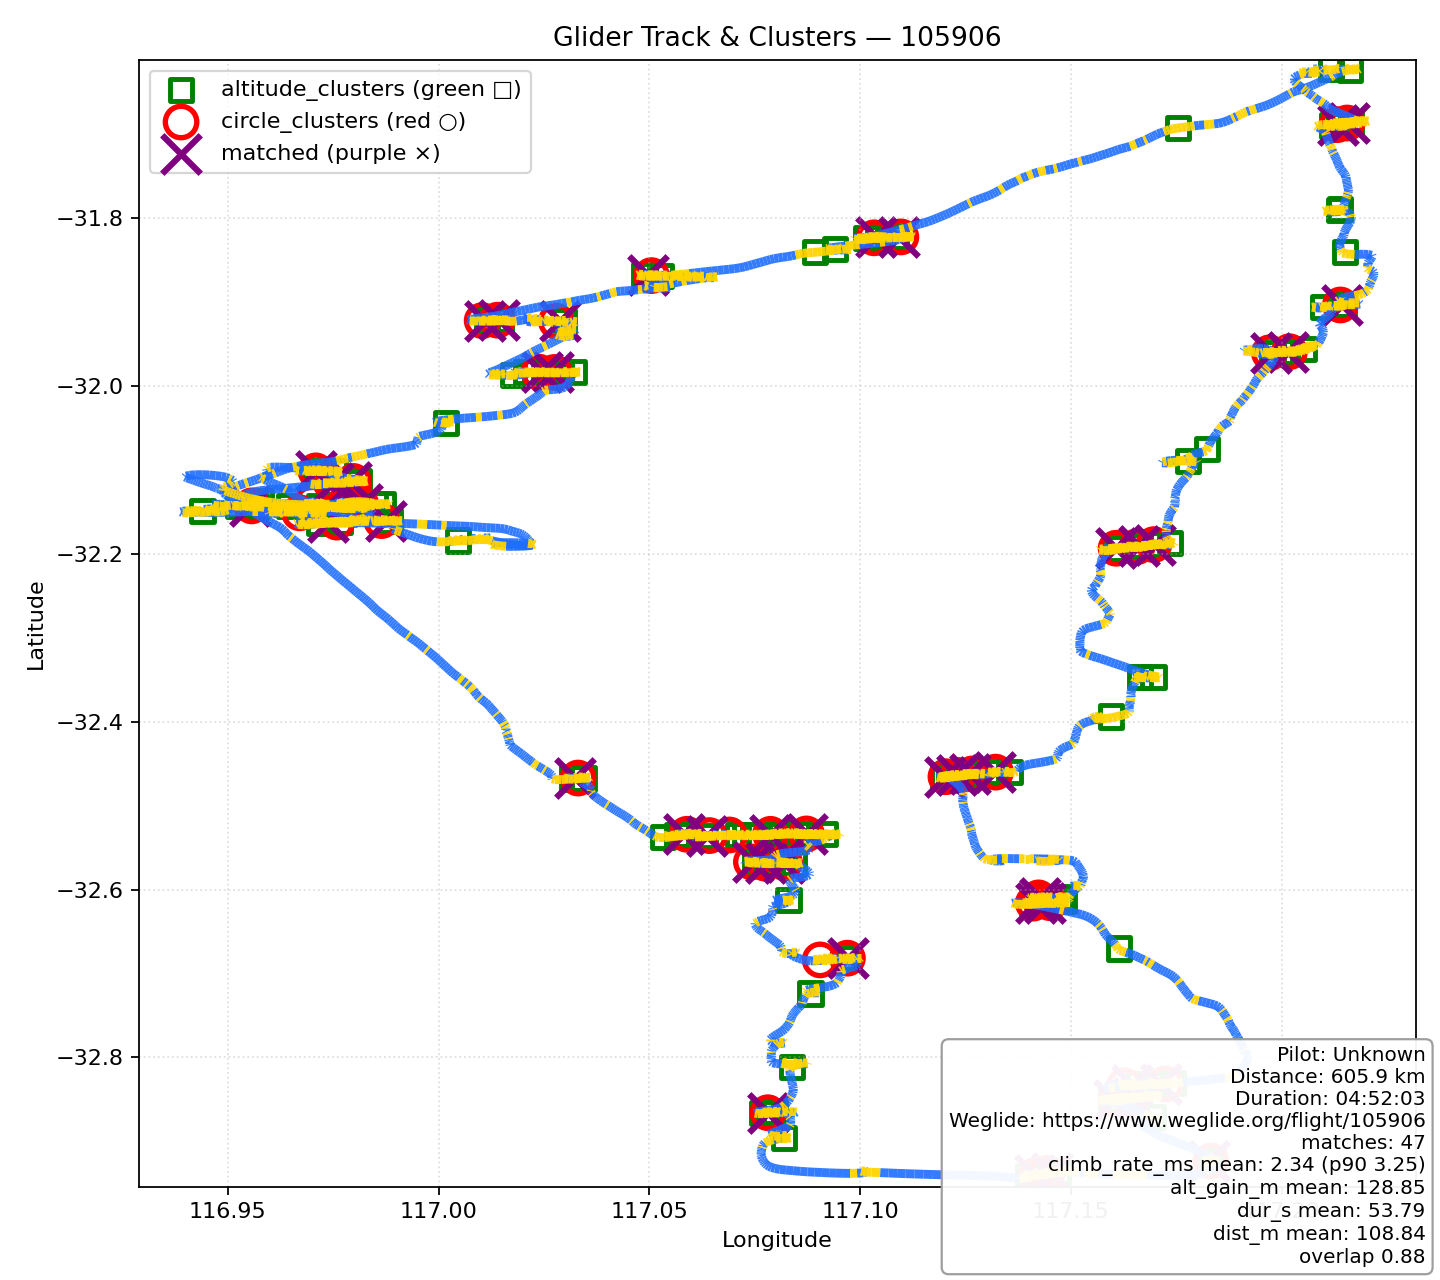 Glider Track & Clusters — 105906
altitude_clusters (green □)
circle_clusters (red ○)
matched (purple ×)
Latitude
−31.8
−32.0
−32.2
−32.4
−32.6
−32.8
116.95
117.00
117.05
117.10
117.15
Longitude
Pilot: Unknown
Distance: 605.9 km
Duration: 04:52:03
Weglide: https://www.weglide.org/flight/105906
matches: 47
climb_rate_ms mean: 2.34 (p90 3.25)
alt_gain_m mean: 128.85
dur_s mean: 53.79
dist_m mean: 108.84
overlap 0.88